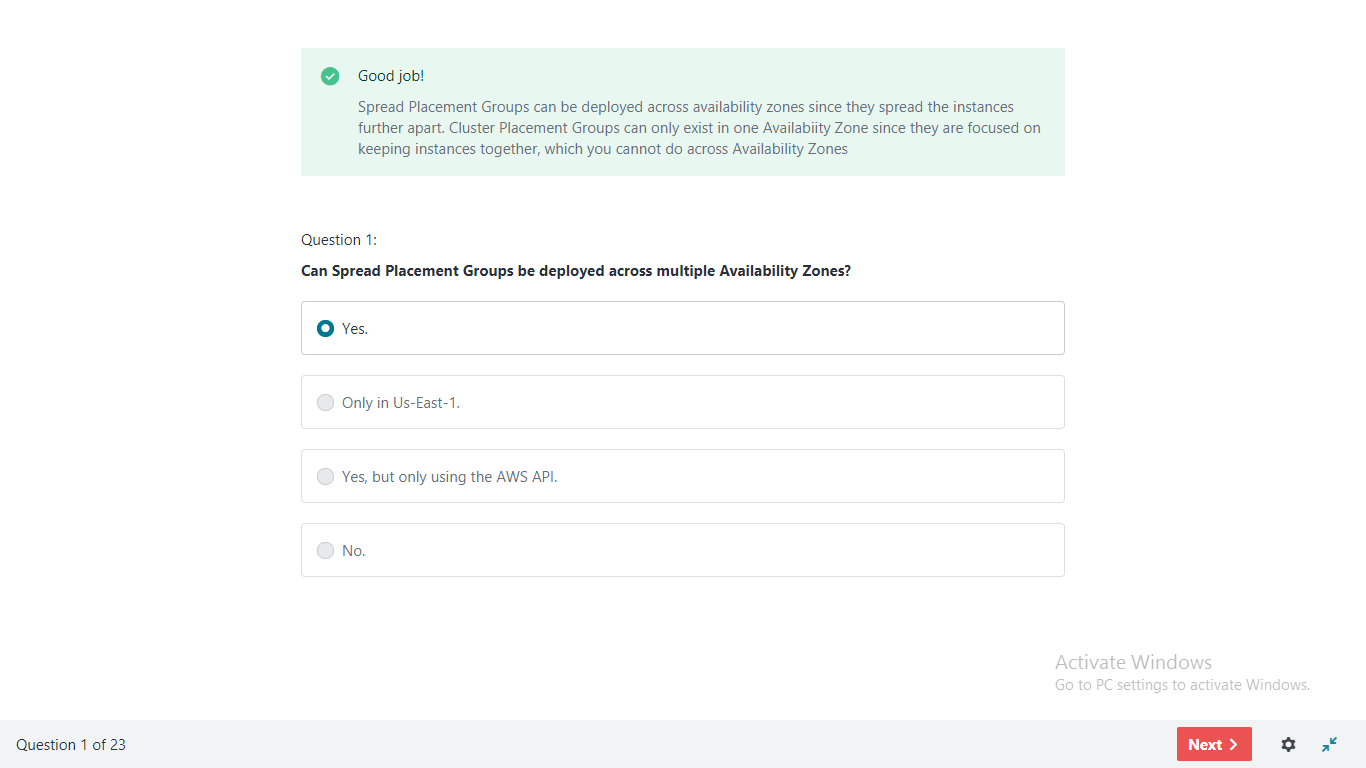 Good job!
Spread Placement Groups can be deployed across availability zones since they spread the instances
further apart. Cluster Placement Groups can only exist in one Availabiity Zone since they are focused on
keeping instances together, which you cannot do across Availability Zones
Question 1:
Can Spread Placement Groups be deployed across multiple Availability Zones?
Yes.
Only in Us-East-1.
Yes, but only using the AWS API.
No.
Activate Windows
Go to PC settings to activate Windows.
Question 1 of 23
Next